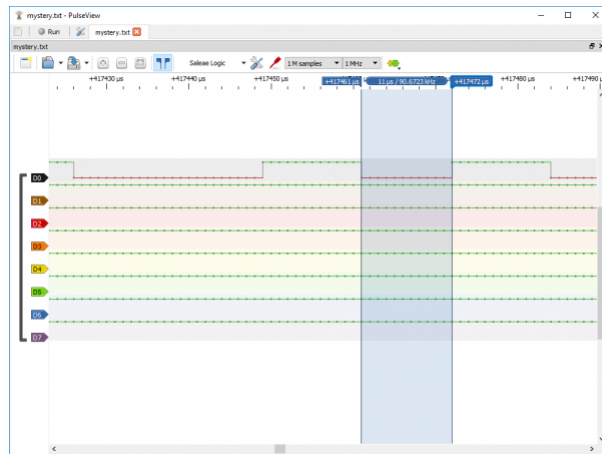 mystery.txt - PulseView
Run mystery.txt
mystery.txt
Saleae Logic 1 M samples 1 MHz
+417430 µs +417440 µs +417450 µs +417461 µs 11 µs / 90.6723 kHz +417472 µs +417480 µs +417490
D0
D1
D2
D3
D4
D5
D6
D7